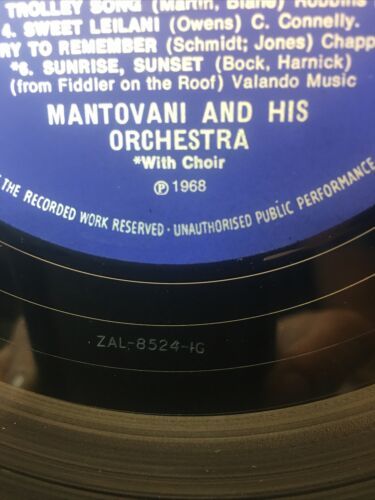 TROLLEY SONG (Martin, Blane) Robbins
4. SWEET LEILANI (Owens) C. Connelly.
RY TO REMEMBER (Schmidt; Jones) Chapp
*6. SUNRISE, SUNSET (Bock, Harnick)
(from Fiddler on the Roof) Valando Music
MANTOVANI AND HIS
ORCHESTRA
*With Choir
℗ 1968
THE RECORDED WORK RESERVED · UNAUTHORISED PUBLIC PERFORMANCE
ZAL-8524-1G